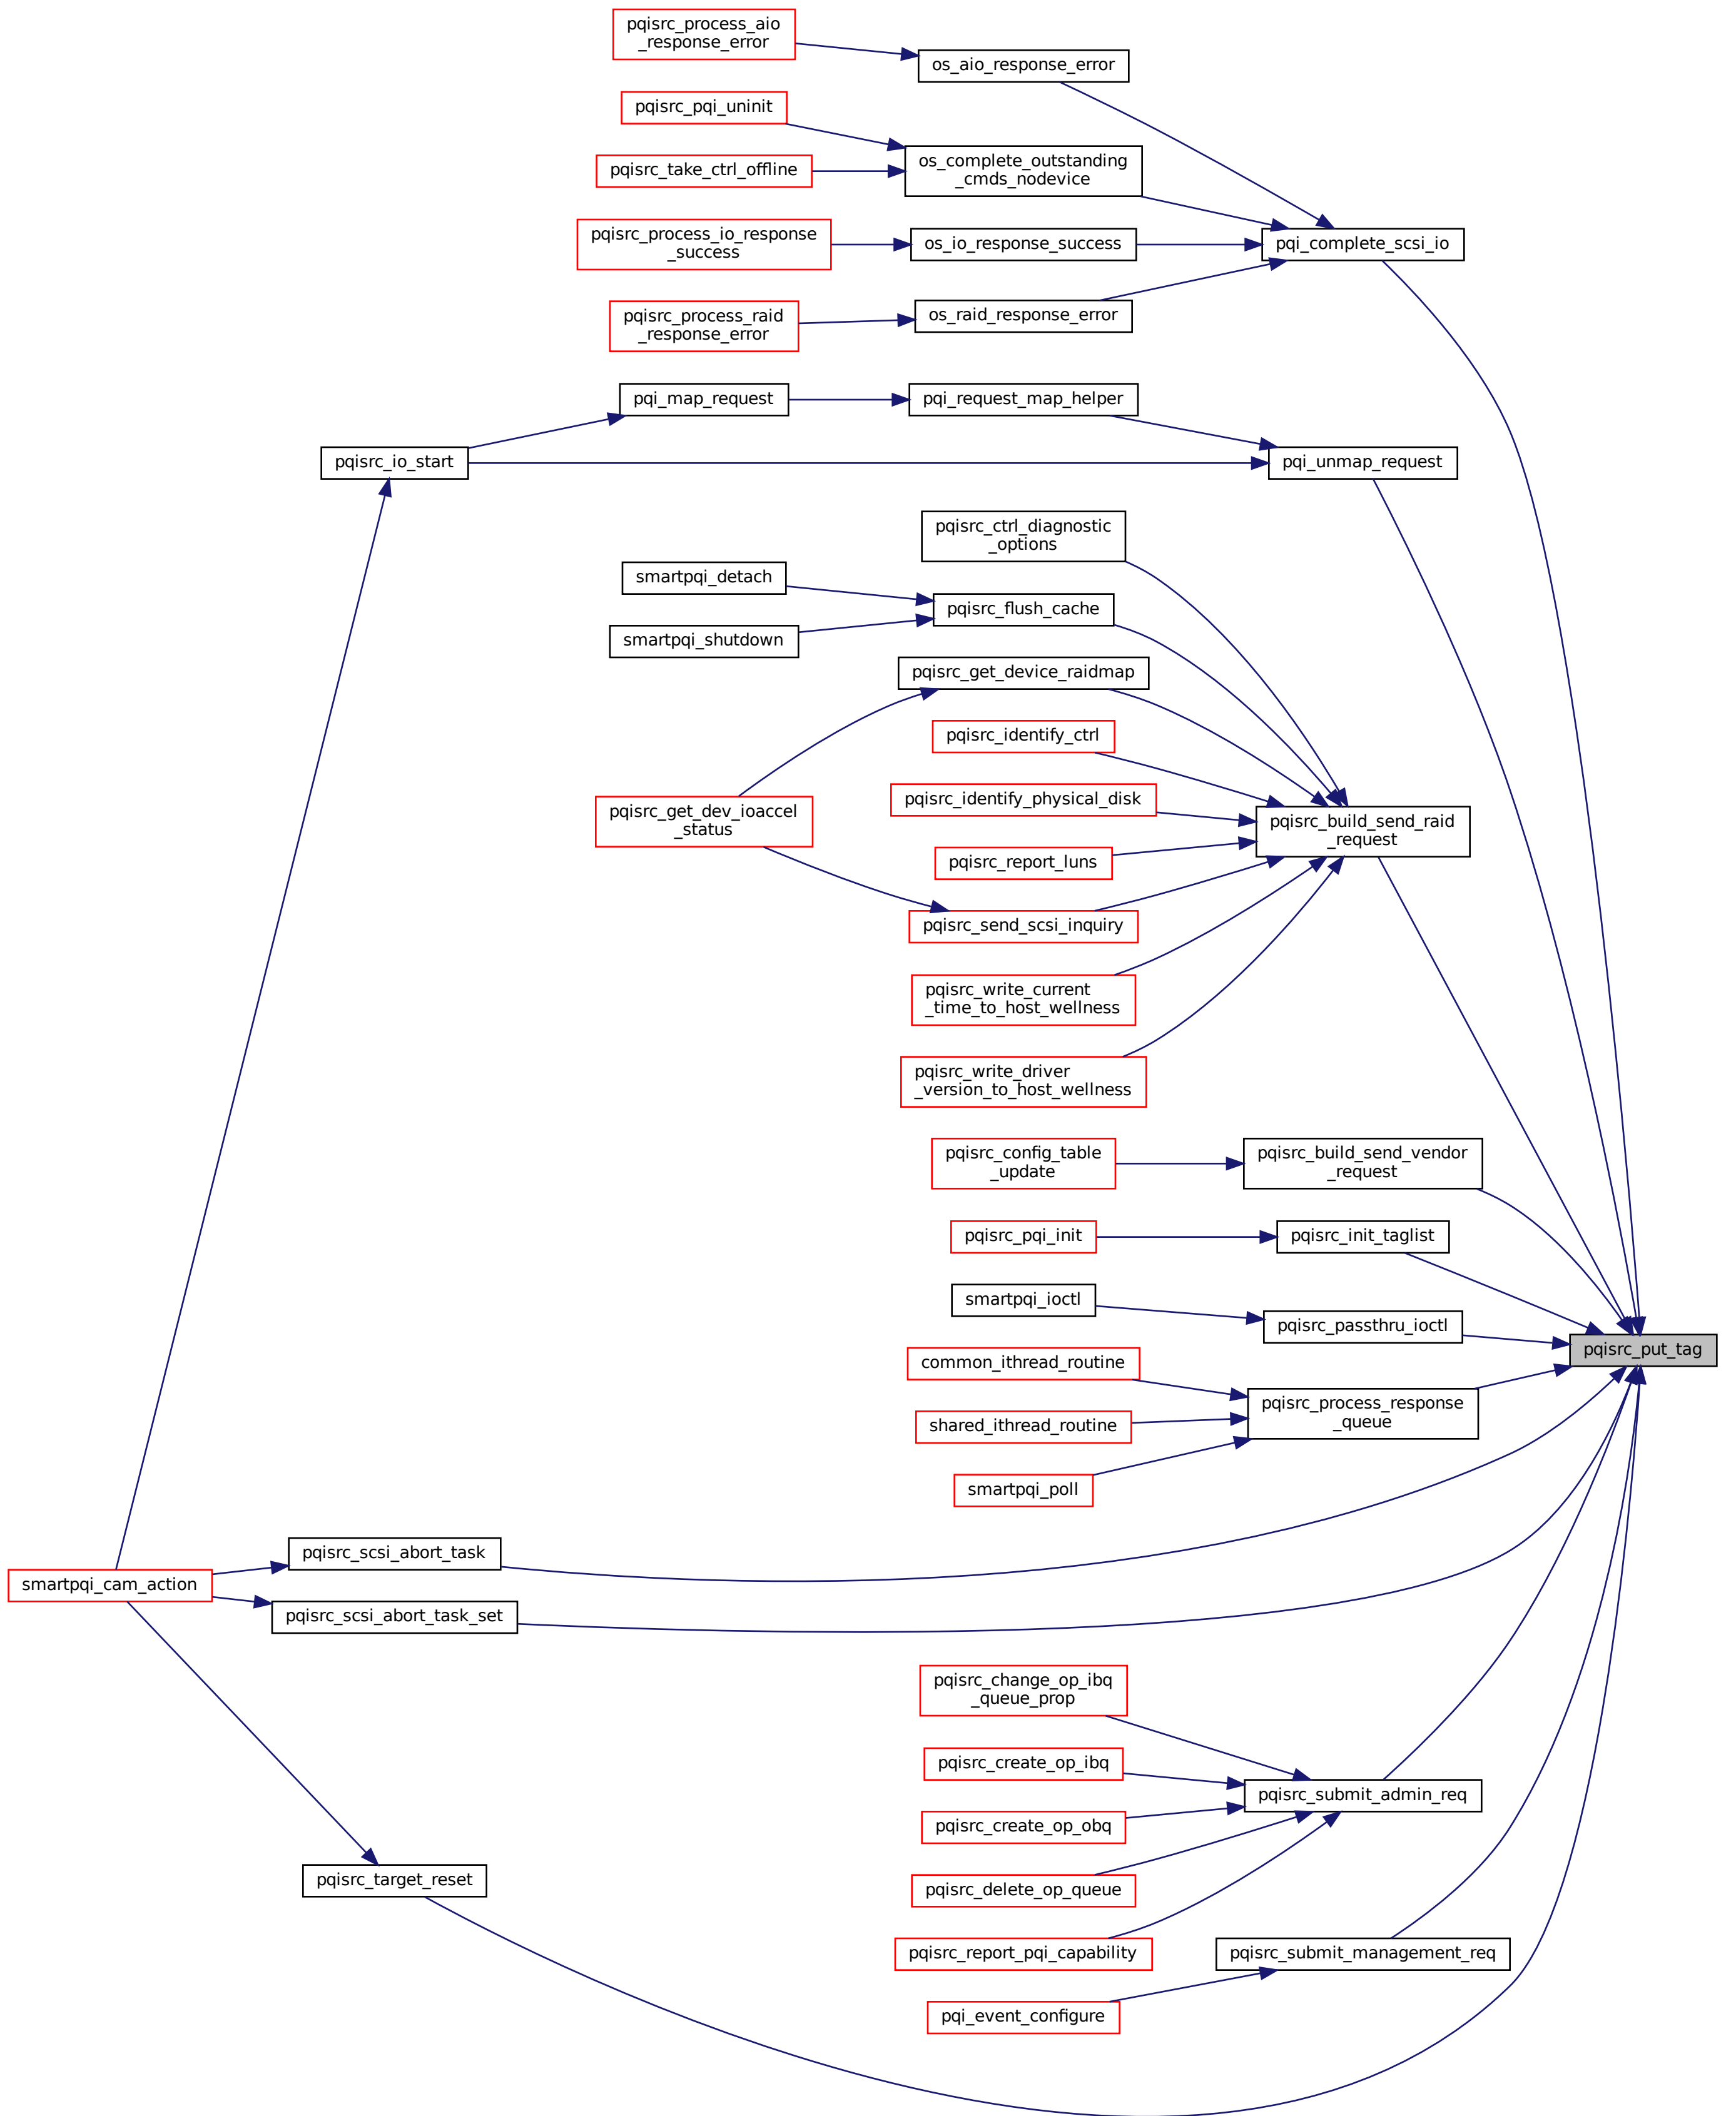 pqisrc_process_aio
_response_error
os_aio_response_error
pqisrc_pqi_uninit
os_complete_outstanding
_cmds_nodevice
pqisrc_take_ctrl_offline
pqisrc_process_io_response
_success
os_io_response_success
pqi_complete_scsi_io
pqisrc_process_raid
_response_error
os_raid_response_error
pqi_map_request
pqi_request_map_helper
pqisrc_io_start
pqi_unmap_request
pqisrc_ctrl_diagnostic
_options
smartpqi_detach
pqisrc_flush_cache
smartpqi_shutdown
pqisrc_get_device_raidmap
pqisrc_identify_ctrl
pqisrc_get_dev_ioaccel
_status
pqisrc_identify_physical_disk
pqisrc_build_send_raid
_request
pqisrc_report_luns
pqisrc_send_scsi_inquiry
pqisrc_write_current
_time_to_host_wellness
pqisrc_write_driver
_version_to_host_wellness
pqisrc_config_table
_update
pqisrc_build_send_vendor
_request
pqisrc_pqi_init
pqisrc_init_taglist
smartpqi_ioctl
pqisrc_passthru_ioctl
pqisrc_put_tag
common_ithread_routine
pqisrc_process_response
_queue
shared_ithread_routine
smartpqi_poll
pqisrc_scsi_abort_task
smartpqi_cam_action
pqisrc_scsi_abort_task_set
pqisrc_change_op_ibq
_queue_prop
pqisrc_create_op_ibq
pqisrc_submit_admin_req
pqisrc_create_op_obq
pqisrc_target_reset
pqisrc_delete_op_queue
pqisrc_report_pqi_capability
pqisrc_submit_management_req
pqi_event_configure